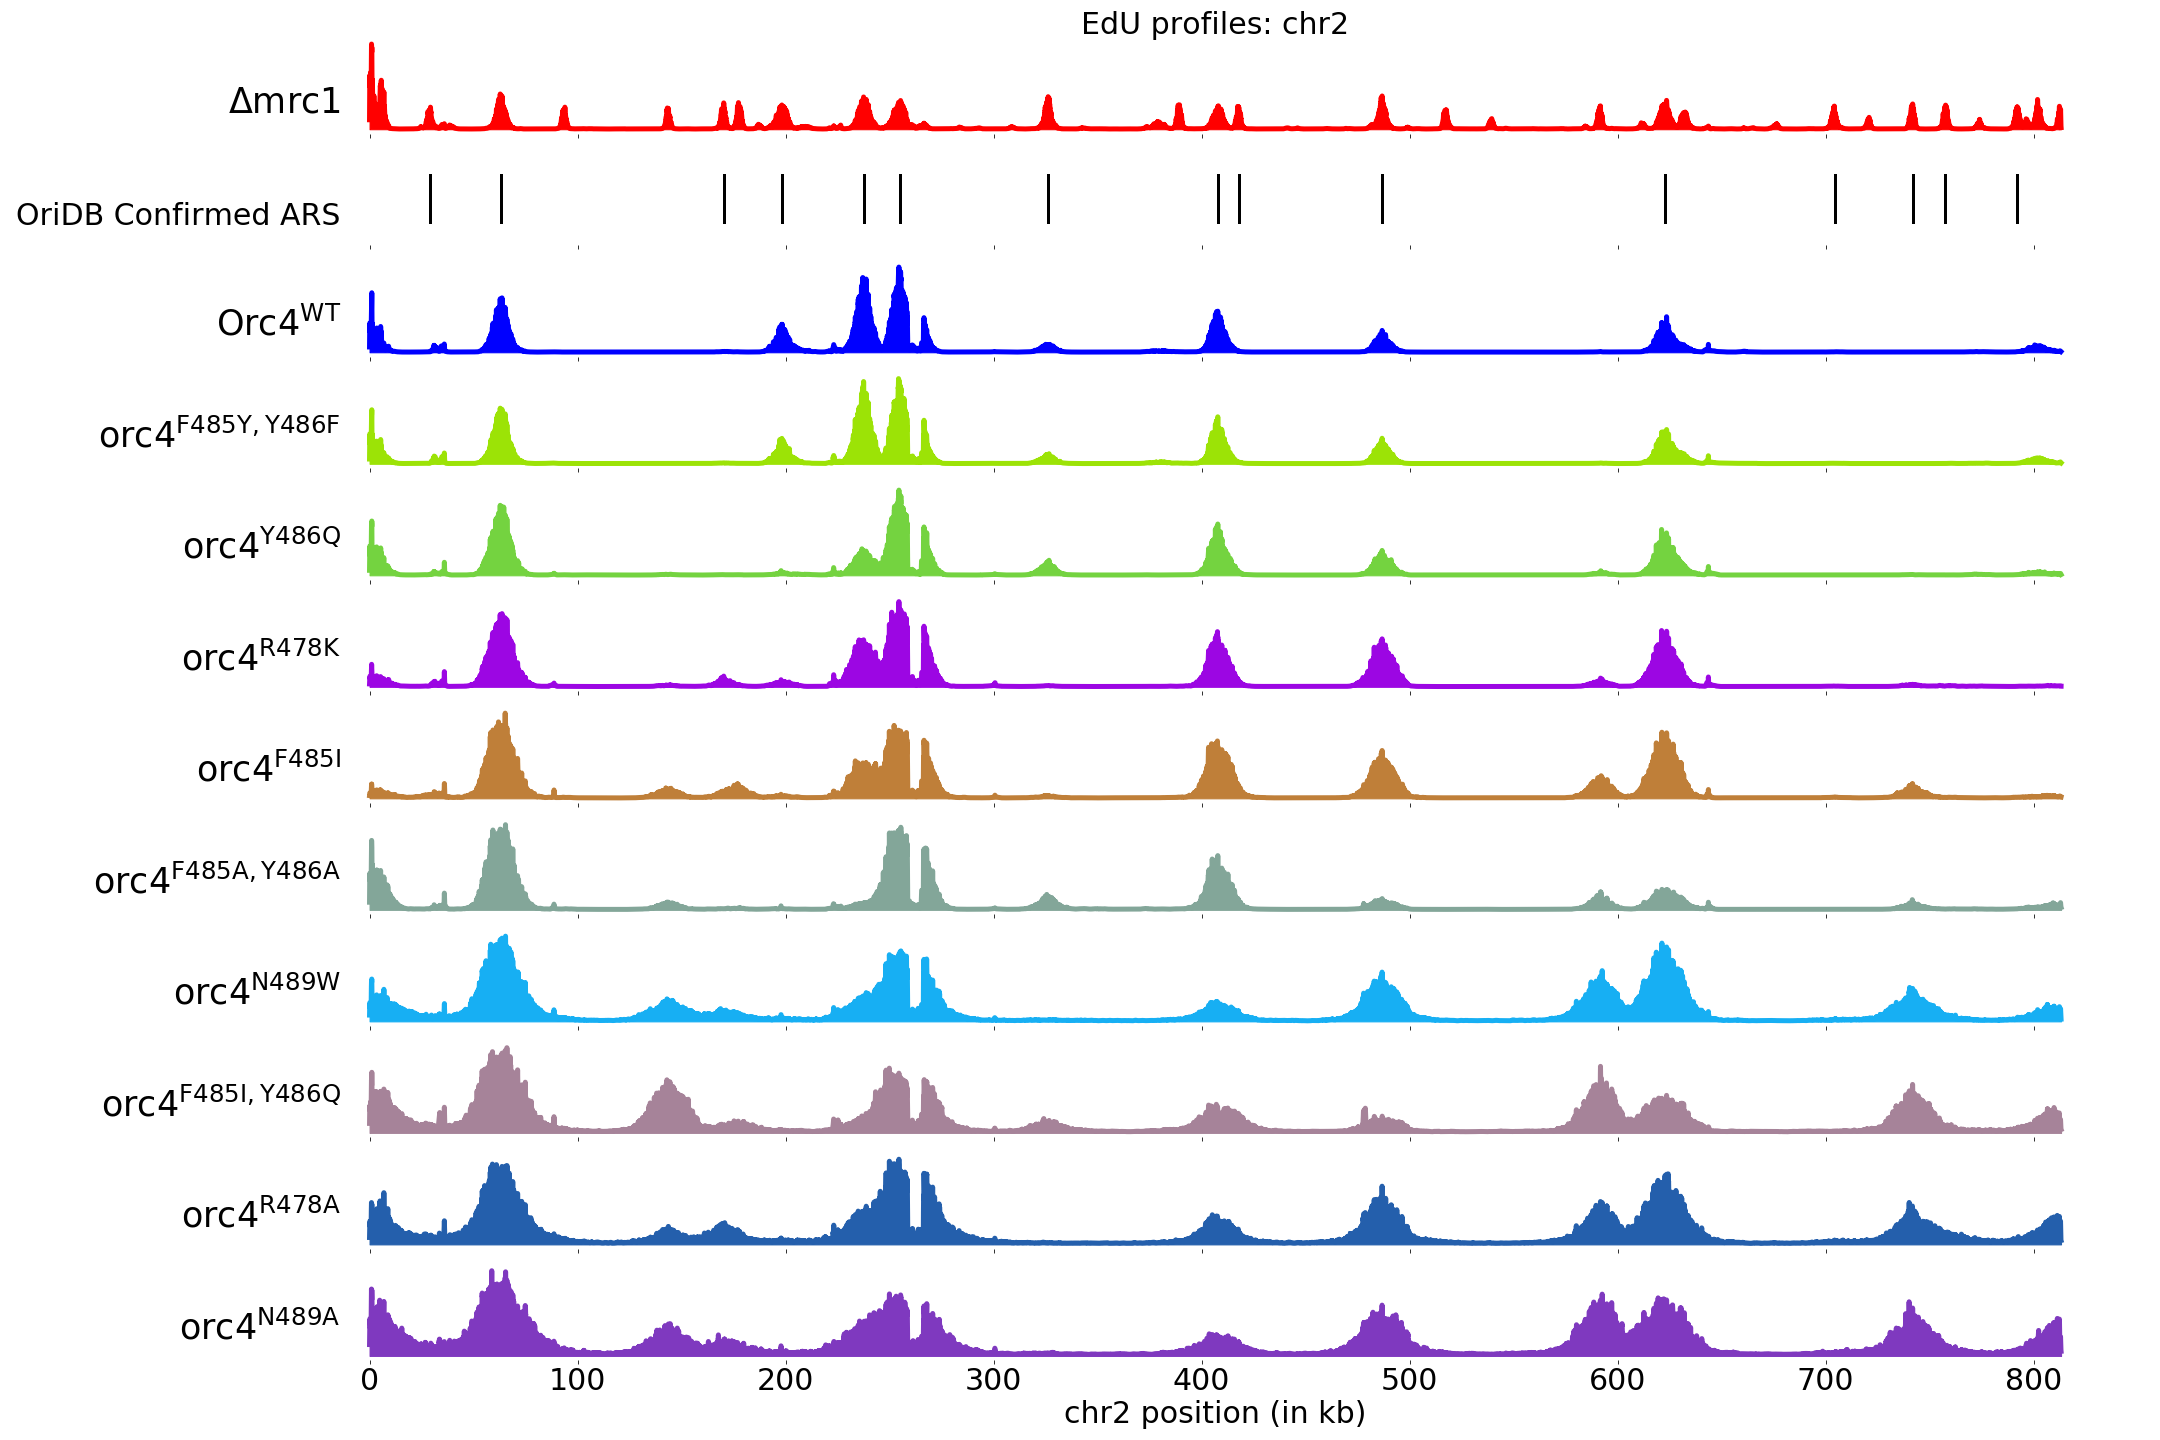 EdU profiles: chr2
Δmrc1
OriDB Confirmed ARS
Orc4WT
orc4F485Y, Y486F
orc4Y486Q
orc4R478K
orc4F485I
orc4F485A, Y486A
orc4N489W
orc4F485I, Y486Q
orc4R478A
orc4N489A
0 100 200 300 400 500 600 700 800
chr2 position (in kb)